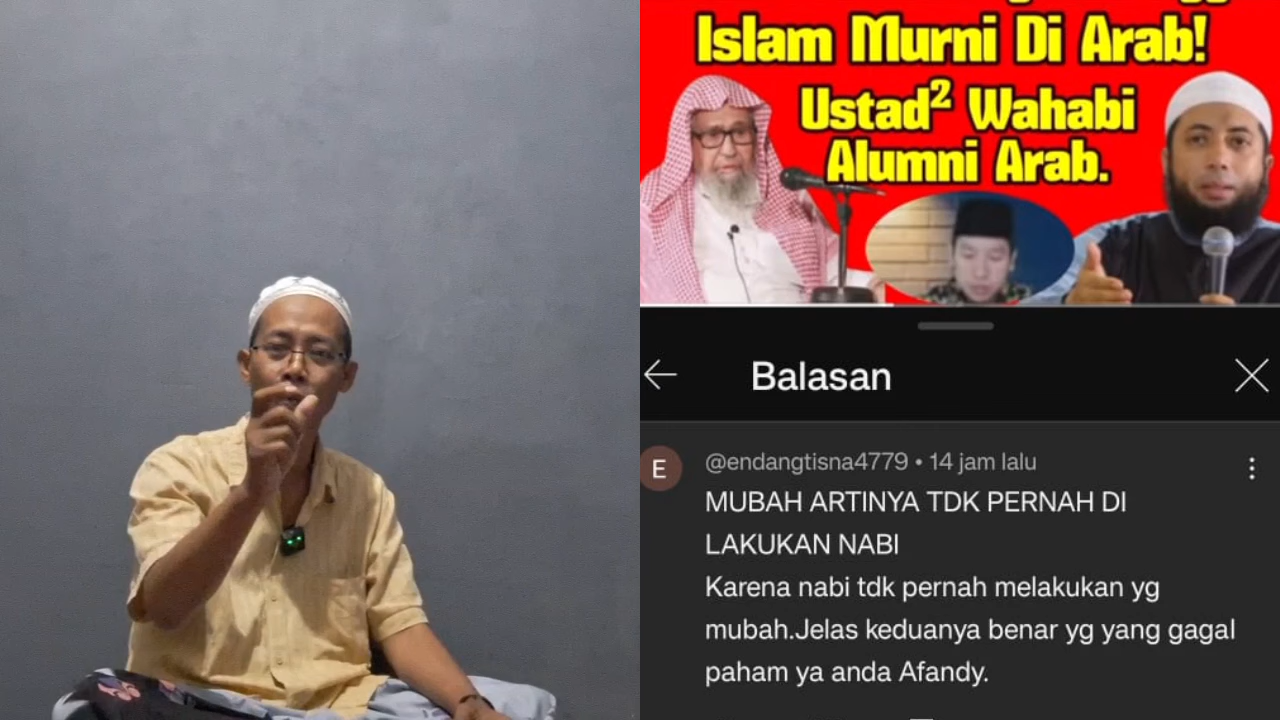 Islam Murni Di Arab!
Ustad² Wahabi
Alumni Arab.
Balasan
E
@endangtisna4779 • 14 jam lalu
MUBAH ARTINYA TDK PERNAH DI
LAKUKAN NABI
Karena nabi tdk pernah melakukan yg
mubah.Jelas keduanya benar yg yang gagal
paham ya anda Afandy.